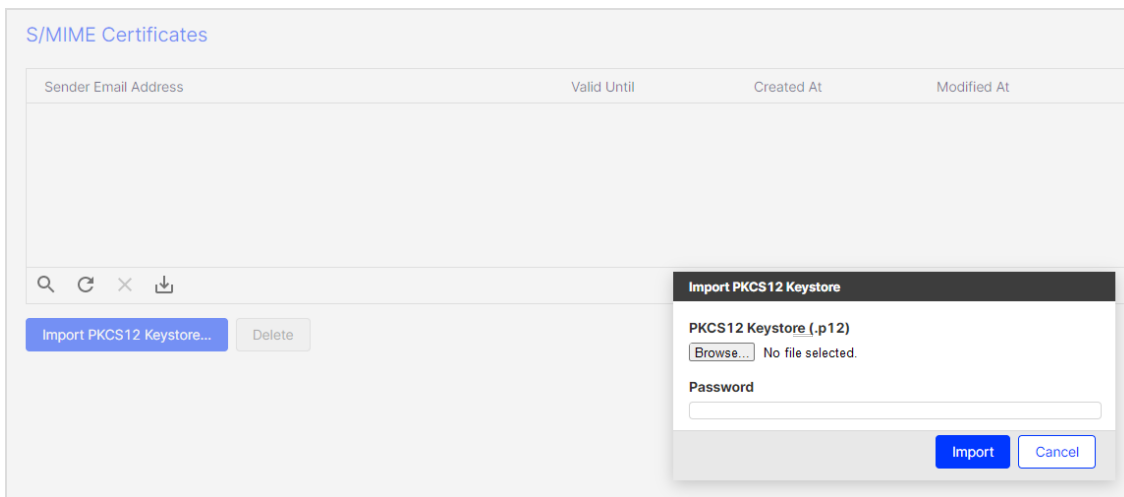 S/MIME Certificates
Sender Email Address Valid Until Created At Modified At
Import PKCS12 Keystore... Delete
Import PKCS12 Keystore
PKCS12 Keystore (.p12)
Browse... No file selected.
Password
Import Cancel